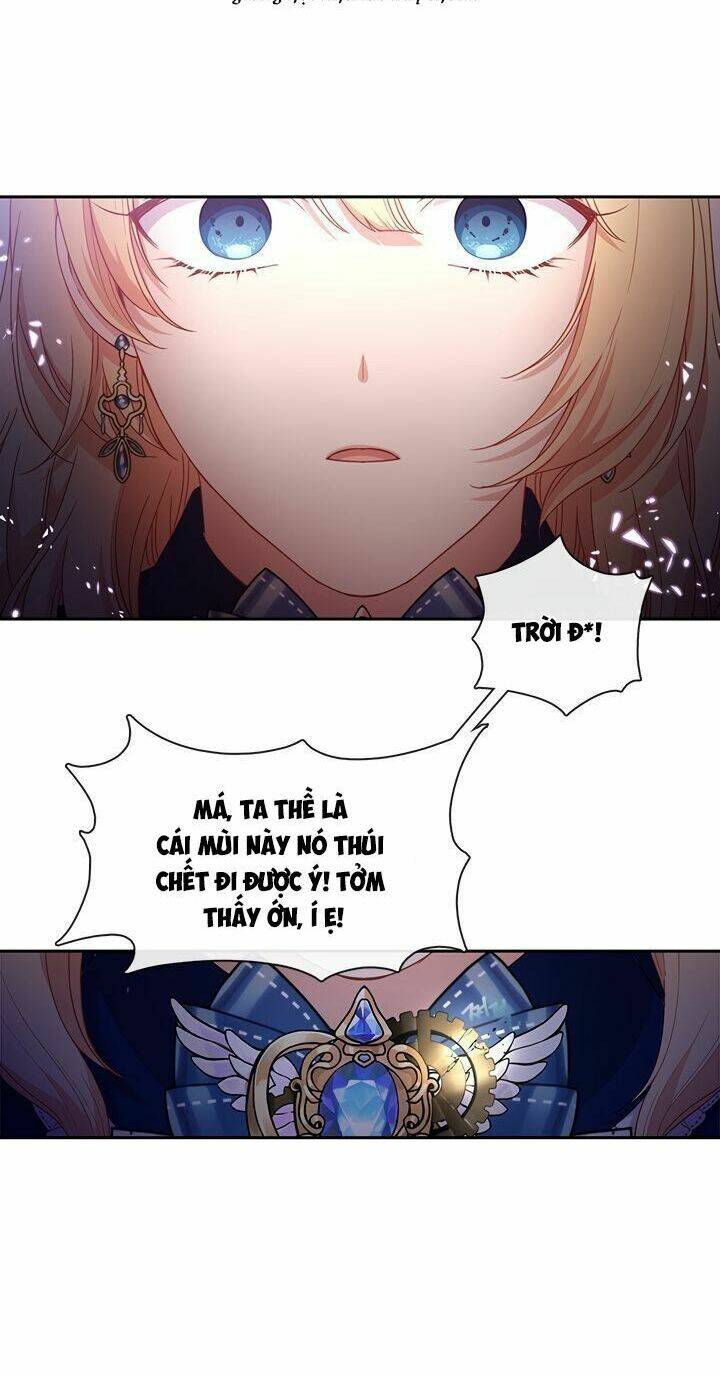 TRỜI Đ*!
MÁ, TA THỀ LÀ
CÁI MÙI NÀY NÓ THÚI
CHẾT ĐI ĐƯỢC Ý! TỞM
THẤY ỚN, Í Ẹ!